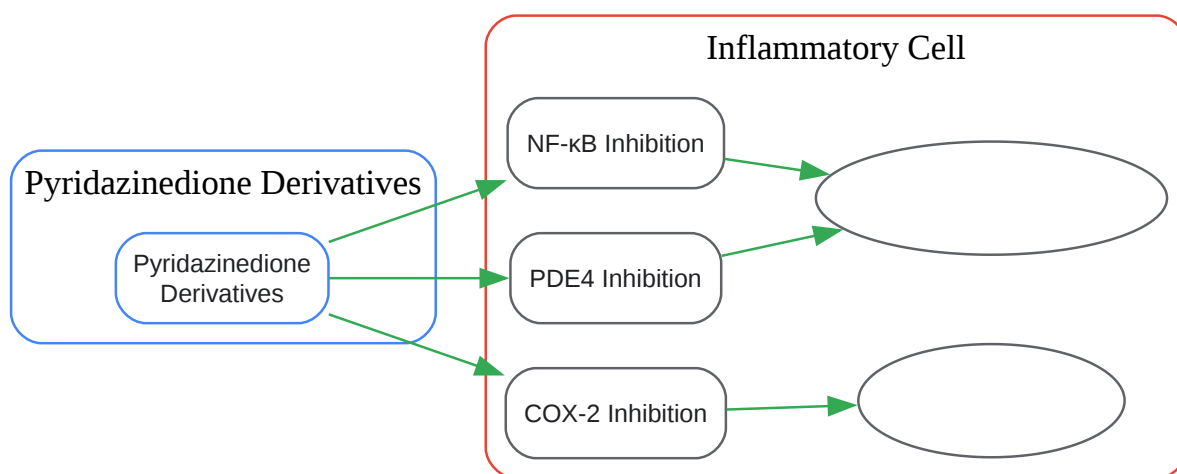 Inflammatory Cell
NF-κB Inhibition
Pyridazinedione Derivatives
Pyridazinedione
Derivatives
PDE4 Inhibition
COX-2 Inhibition